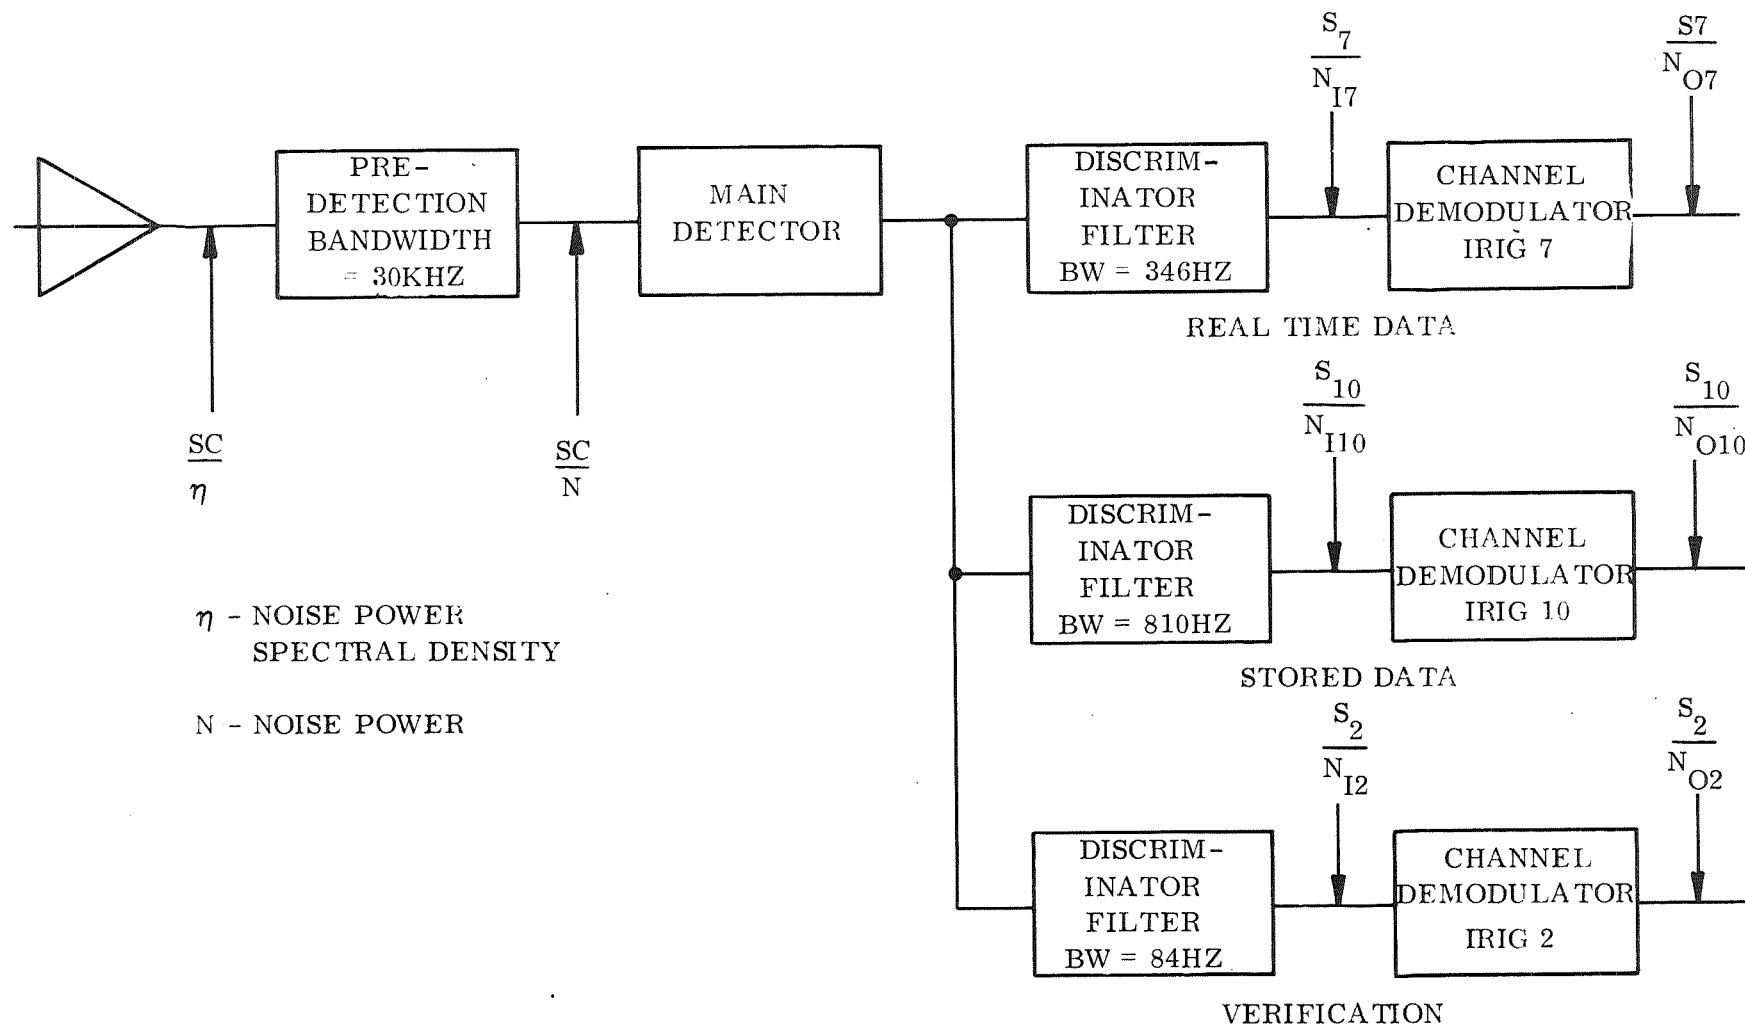 PRE-
DETECTION
BANDWIDTH
= 30KHZ
MAIN
DETECTOR
DISCRIM-
INATOR
FILTER
BW = 346HZ
S7
NI7
CHANNEL
DEMODULATOR
IRIG 7
S7
NO7
REAL TIME DATA
SC
η
SC
N
DISCRIM-
INATOR
FILTER
BW = 810HZ
S10
NI10
CHANNEL
DEMODULATOR
IRIG 10
S10
NO10
STORED DATA
η - NOISE POWER
SPECTRAL DENSITY
N - NOISE POWER
DISCRIM-
INATOR
FILTER
BW = 84HZ
S2
NI2
CHANNEL
DEMODULATOR
IRIG 2
S2
NO2
VERIFICATION